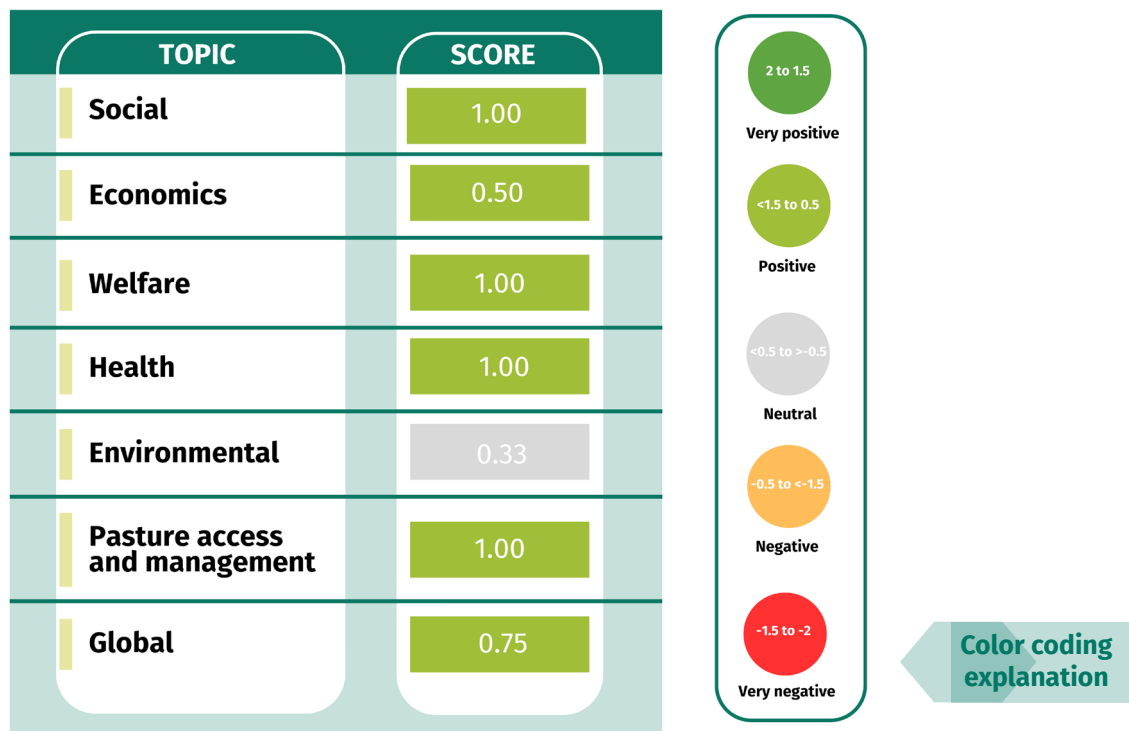 TOPIC SCORE
Social 1.00
Economics 0.50
Welfare 1.00
Health 1.00
Environmental 0.33
Pasture access
and management 1.00
Global 0.75
2 to 1.5
Very positive
<1.5 to 0.5
Positive
<0.5 to >-0.5
Neutral
-0.5 to <-1.5
Negative
-1.5 to -2
Very negative
Color coding
explanation